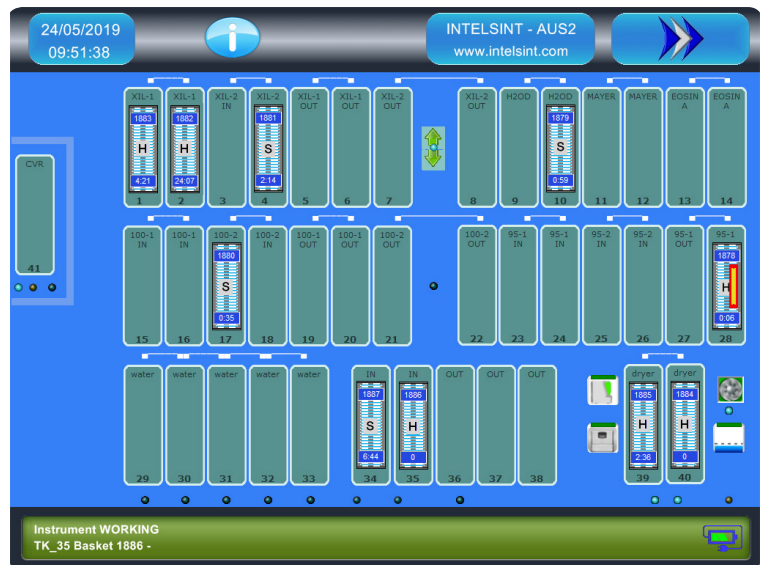 24/05/2019
09:51:38
INTELSINT - AUS2
www.intelsint.com
XIL-1 XIL-1 XIL-2 IN XIL-2 XIL-1 OUT XIL-1 OUT XIL-2 OUT XIL-2 OUT H2OD H2OD MAYER MAYER EOSIN A EOSIN A
1883 1882 1881 1879
H H S S
4:21 24:07 2:14 0:59
1 2 3 4 5 6 7 8 9 10 11 12 13 14
CVR
41
100-1 IN 100-1 IN 100-2 100-2 IN 100-1 OUT 100-1 OUT 100-2 OUT 100-2 OUT 95-1 IN 95-1 IN 95-2 IN 95-2 IN 95-1 OUT 95-1
1880 1878
S H
0:35 0:06
15 16 17 18 19 20 21 22 23 24 25 26 27 28
water water water water water IN IN OUT OUT OUT dryer dryer
1887 1886 1885 1884
S H H H
6:44 0 2:36 0
29 30 31 32 33 34 35 36 37 38 39 40
Instrument WORKING
TK_35 Basket 1886 -